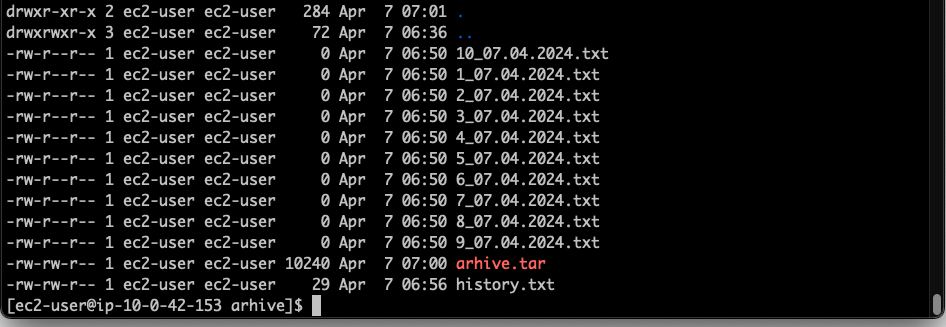 drwxr-xr-x 2 ec2-user ec2-user   284 Apr  7 07:01 .
drwxrwxr-x 3 ec2-user ec2-user    72 Apr  7 06:36 ..
-rw-r--r-- 1 ec2-user ec2-user     0 Apr  7 06:50 10_07.04.2024.txt
-rw-r--r-- 1 ec2-user ec2-user     0 Apr  7 06:50 1_07.04.2024.txt
-rw-r--r-- 1 ec2-user ec2-user     0 Apr  7 06:50 2_07.04.2024.txt
-rw-r--r-- 1 ec2-user ec2-user     0 Apr  7 06:50 3_07.04.2024.txt
-rw-r--r-- 1 ec2-user ec2-user     0 Apr  7 06:50 4_07.04.2024.txt
-rw-r--r-- 1 ec2-user ec2-user     0 Apr  7 06:50 5_07.04.2024.txt
-rw-r--r-- 1 ec2-user ec2-user     0 Apr  7 06:50 6_07.04.2024.txt
-rw-r--r-- 1 ec2-user ec2-user     0 Apr  7 06:50 7_07.04.2024.txt
-rw-r--r-- 1 ec2-user ec2-user     0 Apr  7 06:50 8_07.04.2024.txt
-rw-r--r-- 1 ec2-user ec2-user     0 Apr  7 06:50 9_07.04.2024.txt
-rw-rw-r-- 1 ec2-user ec2-user 10240 Apr  7 07:00 arhive.tar
-rw-rw-r-- 1 ec2-user ec2-user    29 Apr  7 06:56 history.txt
[ec2-user@ip-10-0-42-153 arhive]$